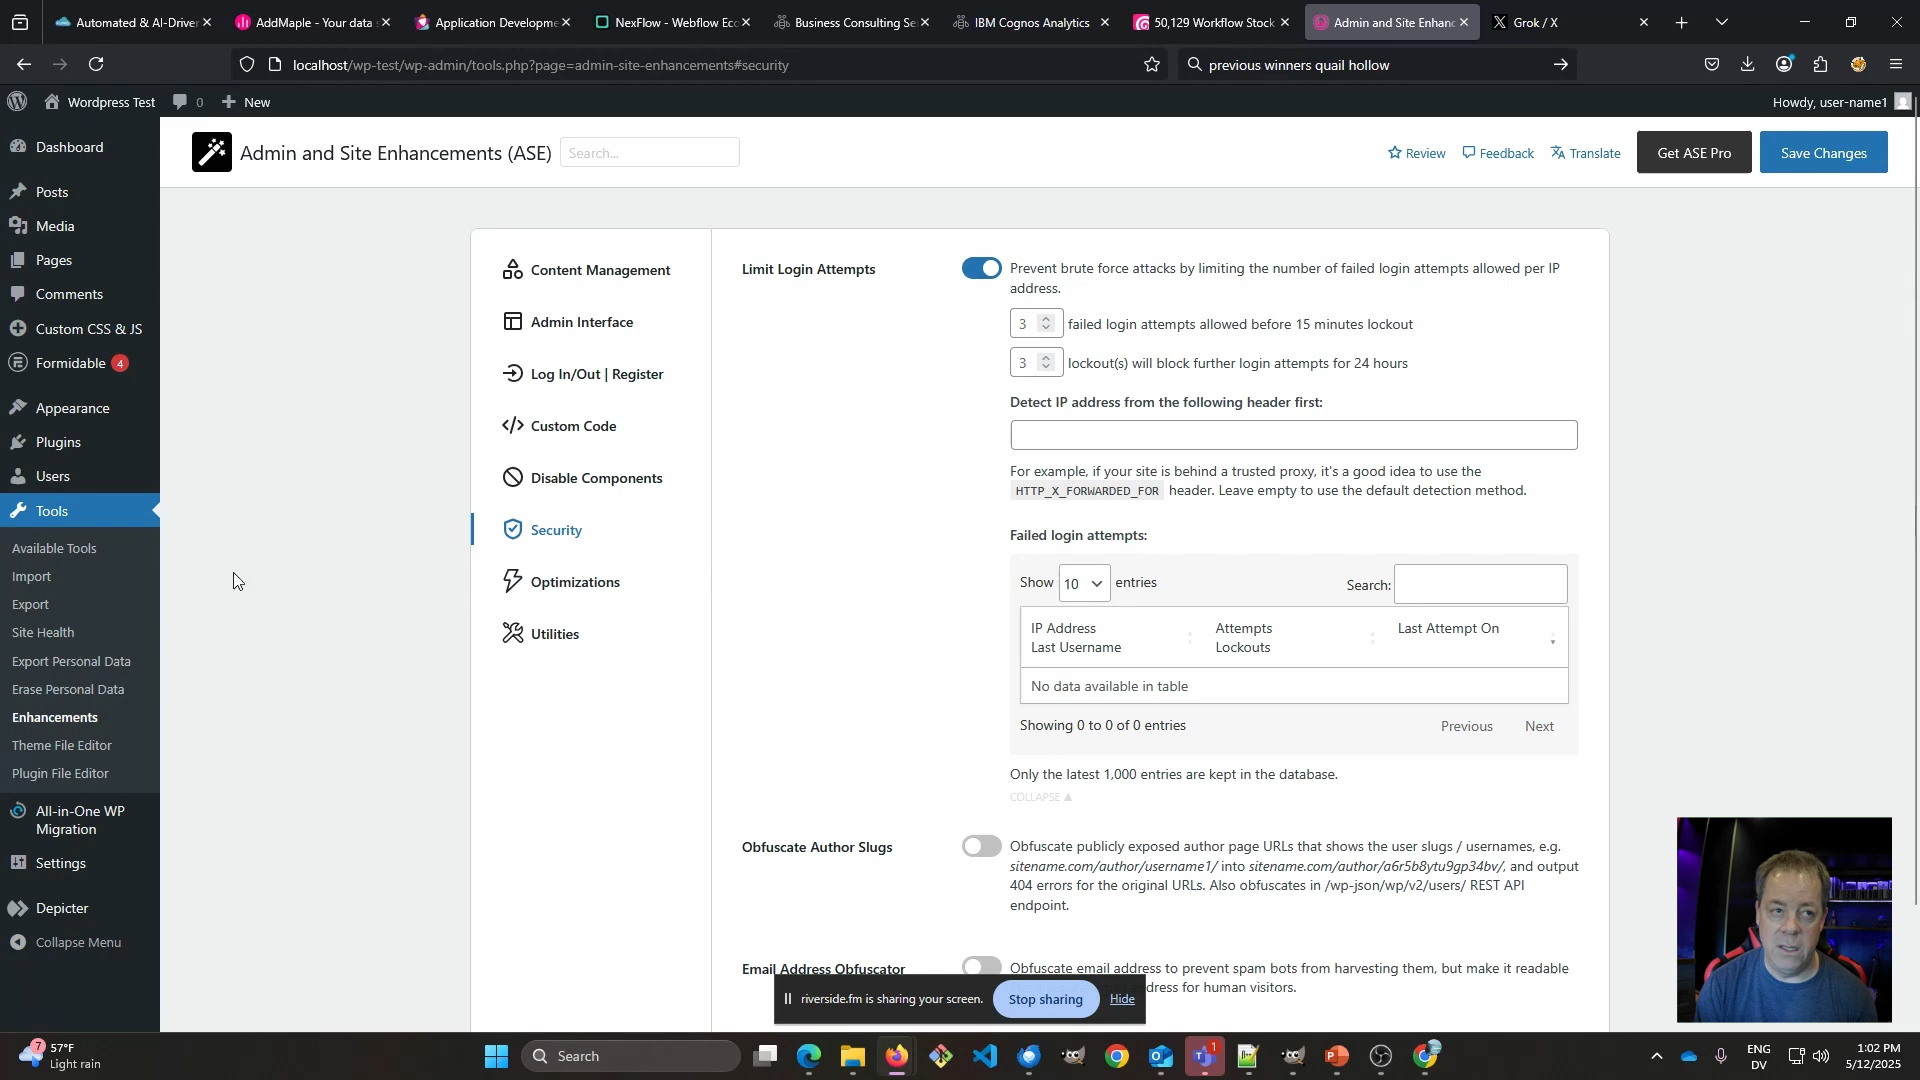 Automated & AI-Driver
AddMaple - Your data
Application Developme
NexFlow - Webflow Ecc
Business Consulting Se
IBM Cognos Analytics
50,129 Workflow Stock
Admin and Site Enhanc
Grok / X
localhost/wp-test/wp-admin/tools.php?page=admin-site-enhancements#security
previous winners quail hollow
Wordpress Test
0
New
Howdy, user-name1
Dashboard
Posts
Media
Pages
Comments
Custom CSS & JS
Formidable 4
Appearance
Plugins
Users
Tools
Available Tools
Import
Export
Site Health
Export Personal Data
Erase Personal Data
Enhancements
Theme File Editor
Plugin File Editor
All-in-One WP
Migration
Settings
Depicter
Collapse Menu
Admin and Site Enhancements (ASE)
Search...
Review
Feedback
Translate
Get ASE Pro
Save Changes
Content Management
Admin Interface
Log In/Out | Register
Custom Code
Disable Components
Security
Optimizations
Utilities
Limit Login Attempts
Prevent brute force attacks by limiting the number of failed login attempts allowed per IP
address.
3 failed login attempts allowed before 15 minutes lockout
3 lockout(s) will block further login attempts for 24 hours
Detect IP address from the following header first:
For example, if your site is behind a trusted proxy, it's a good idea to use the
HTTP_X_FORWARDED_FOR header. Leave empty to use the default detection method.
Failed login attempts:
Show 10 entries
Search:
IP Address
Last Username
Attempts
Lockouts
Last Attempt On
No data available in table
Showing 0 to 0 of 0 entries
Previous
Next
Only the latest 1,000 entries are kept in the database.
COLLAPSE ▲
Obfuscate Author Slugs
Obfuscate publicly exposed author page URLs that shows the user slugs / usernames, e.g.
sitename.com/author/username1/ into sitename.com/author/a6r5b8ytu9gp34bv/, and output
404 errors for the original URLs. Also obfuscates in /wp-json/wp/v2/users/ REST API
endpoint.
Email Address Obfuscator
Obfuscate email address to prevent spam bots from harvesting them, but make it readable
dress for human visitors.
riverside.fm is sharing your screen.
Stop sharing
Hide
7
57°F
Light rain
Search
1
ENG
DV
1:02 PM
5/12/2025